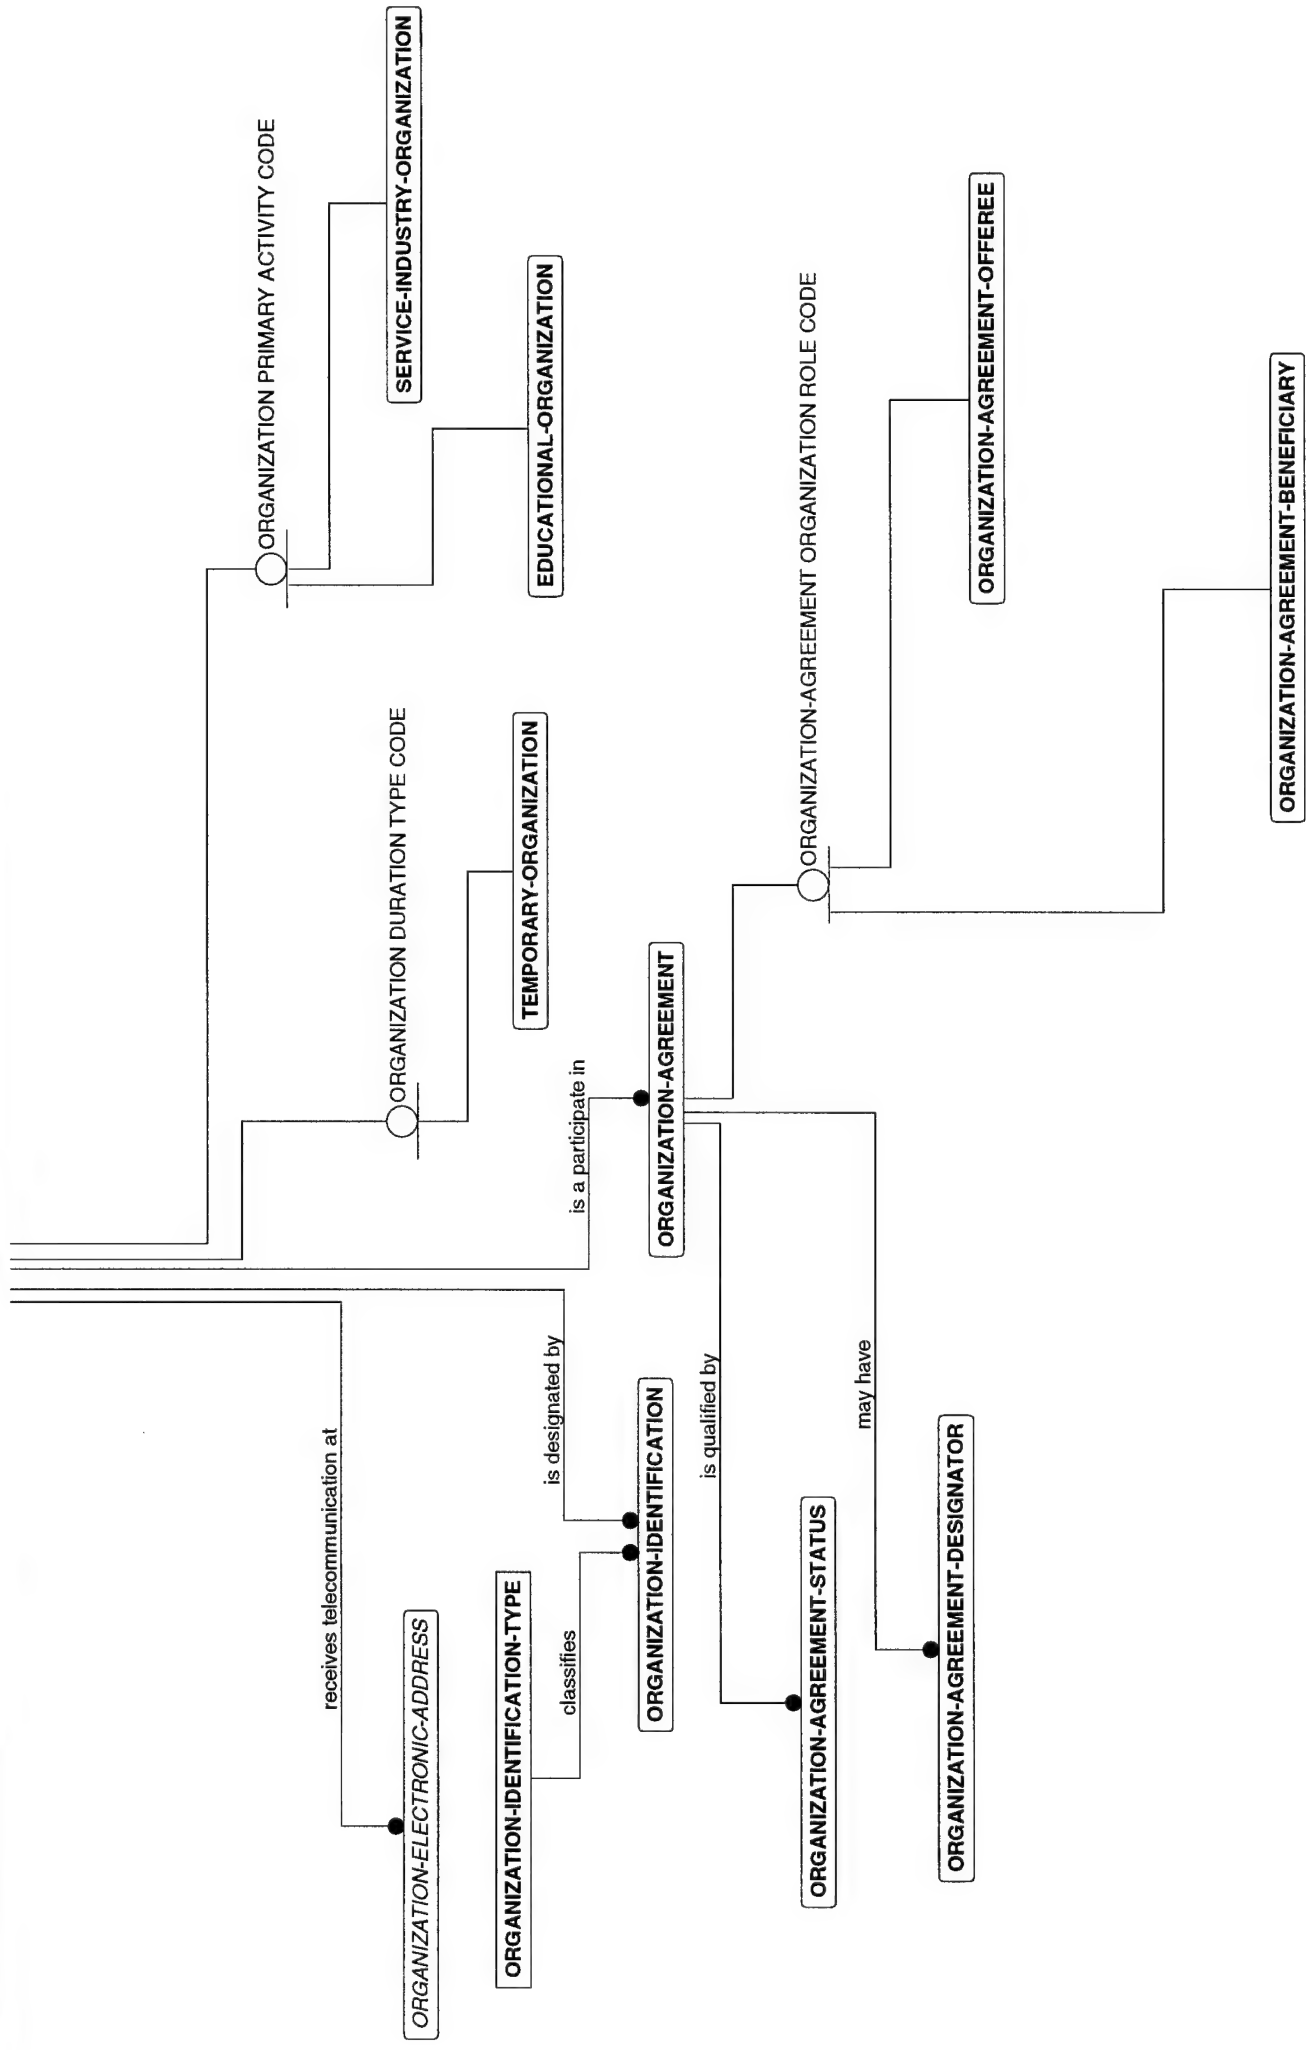 ORGANIZATION PRIMARY ACTIVITY CODE
receives telecommunication at
ORGANIZATION DURATION TYPE CODE
SERVICE-INDUSTRY-ORGANIZATION
ORGANIZATION-ELECTRONIC-ADDRESS
ORGANIZATION-IDENTIFICATION-TYPE
TEMPORARY-ORGANIZATION
EDUCATIONAL-ORGANIZATION
is designated by
classifies
is a participate in
ORGANIZATION-IDENTIFICATION
ORGANIZATION-AGREEMENT
is qualified by
ORGANIZATION-AGREEMENT ORGANIZATION ROLE CODE
ORGANIZATION-AGREEMENT-STATUS
may have
ORGANIZATION-AGREEMENT-DESIGNATOR
ORGANIZATION-AGREEMENT-OFFEREE
ORGANIZATION-AGREEMENT-BENEFICIARY